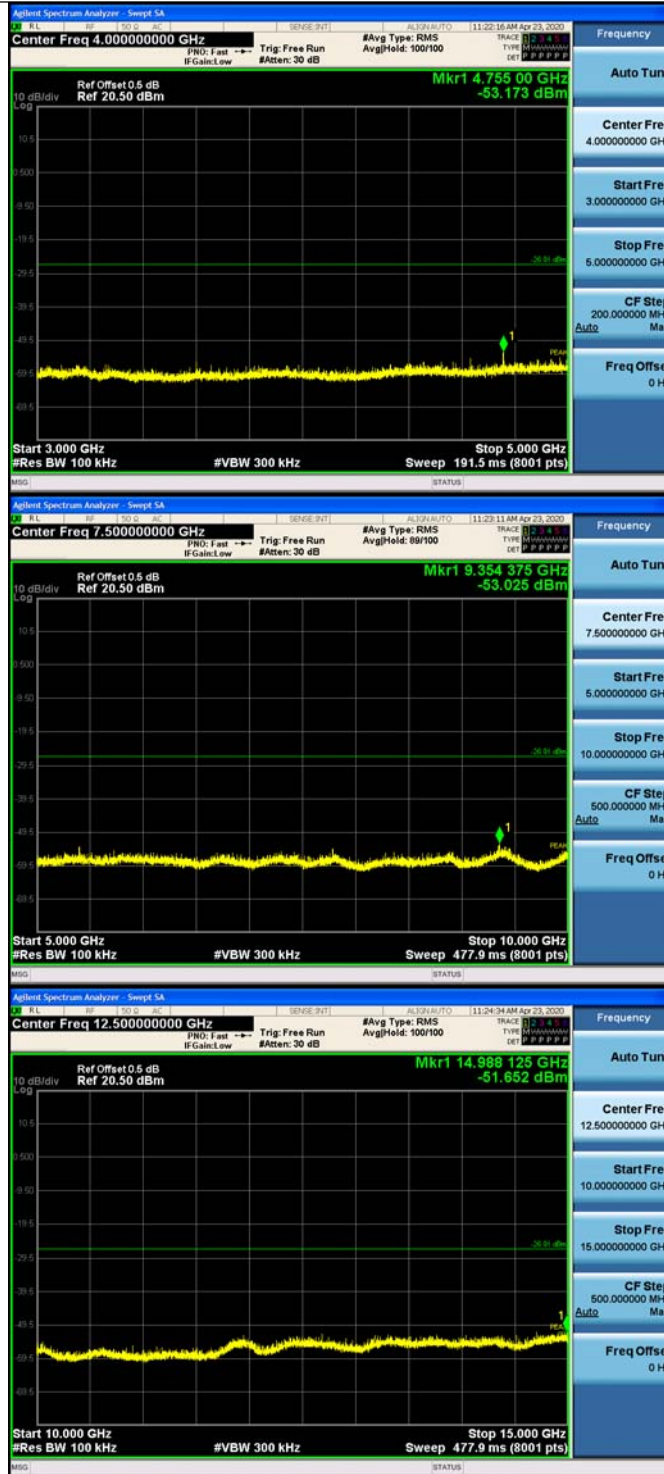 Agilent Spectrum Analyzer - Swept SA
RL RF 50 Ω AC SENSE:INT ALIGNAUTO 11:22:16 AM Apr 23, 2020
Center Freq 4.000000000 GHz
PNO: Fast Trig: Free Run #Avg Type: RMS TRACE 1 2 3 4 5 6
IFGain:Low #Atten: 30 dB Avg|Hold: 100/100 TYPE M
DET P P P P P P
Frequency
Mkr1 4.755 00 GHz
-53.173 dBm
Ref Offset 0.5 dB
10 dB/div Ref 20.50 dBm
Log
10.5
0.500
-9.50
-19.5
-29.5
-39.5
-49.5
-59.5
-69.5
1
PEAK
Start 3.000 GHz Stop 5.000 GHz
#Res BW 100 kHz #VBW 300 kHz Sweep 191.5 ms (8001 pts)
MSG STATUS
Auto Tun
Center Fre
4.000000000 GH
Start Fre
3.000000000 GH
Stop Fre
5.000000000 GH
CF Ste
200.000000 MH
Auto Ma
Freq Offse
0 H
Agilent Spectrum Analyzer - Swept SA
RL RF 50 Ω AC SENSE:INT ALIGNAUTO 11:23:11 AM Apr 23, 2020
Center Freq 7.500000000 GHz
PNO: Fast Trig: Free Run #Avg Type: RMS TRACE 1 2 3 4 5 6
IFGain:Low #Atten: 30 dB Avg|Hold: 89/100 TYPE M
DET P P P P P P
Frequency
Mkr1 9.354 375 GHz
-53.025 dBm
Ref Offset 0.5 dB
10 dB/div Ref 20.50 dBm
Log
10.5
0.500
-9.50
-19.5
-29.5
-39.5
-49.5
-59.5
-69.5
1
Start 5.000 GHz Stop 10.000 GHz
#Res BW 100 kHz #VBW 300 kHz Sweep 477.9 ms (8001 pts)
MSG STATUS
Auto Tun
Center Fre
7.500000000 GH
Start Fre
5.000000000 GH
Stop Fre
10.000000000 GH
CF Ste
500.000000 MH
Auto Ma
Freq Offse
0 H
Agilent Spectrum Analyzer - Swept SA
RL RF 50 Ω AC SENSE:INT ALIGNAUTO 11:24:34 AM Apr 23, 2020
Center Freq 12.500000000 GHz
PNO: Fast Trig: Free Run #Avg Type: RMS TRACE 1 2 3 4 5 6
IFGain:Low #Atten: 30 dB Avg|Hold: 100/100 TYPE M
DET P P P P P P
Frequency
Mkr1 14.988 125 GHz
-51.652 dBm
Ref Offset 0.5 dB
10 dB/div Ref 20.50 dBm
Log
10.5
0.500
-9.50
-19.5
-29.5
-39.5
-49.5
-59.5
-69.5
1
Start 10.000 GHz Stop 15.000 GHz
#Res BW 100 kHz #VBW 300 kHz Sweep 477.9 ms (8001 pts)
MSG STATUS
Auto Tun
Center Fre
12.500000000 GH
Start Fre
10.000000000 GH
Stop Fre
15.000000000 GH
CF Ste
500.000000 MH
Auto Ma
Freq Offse
0 H